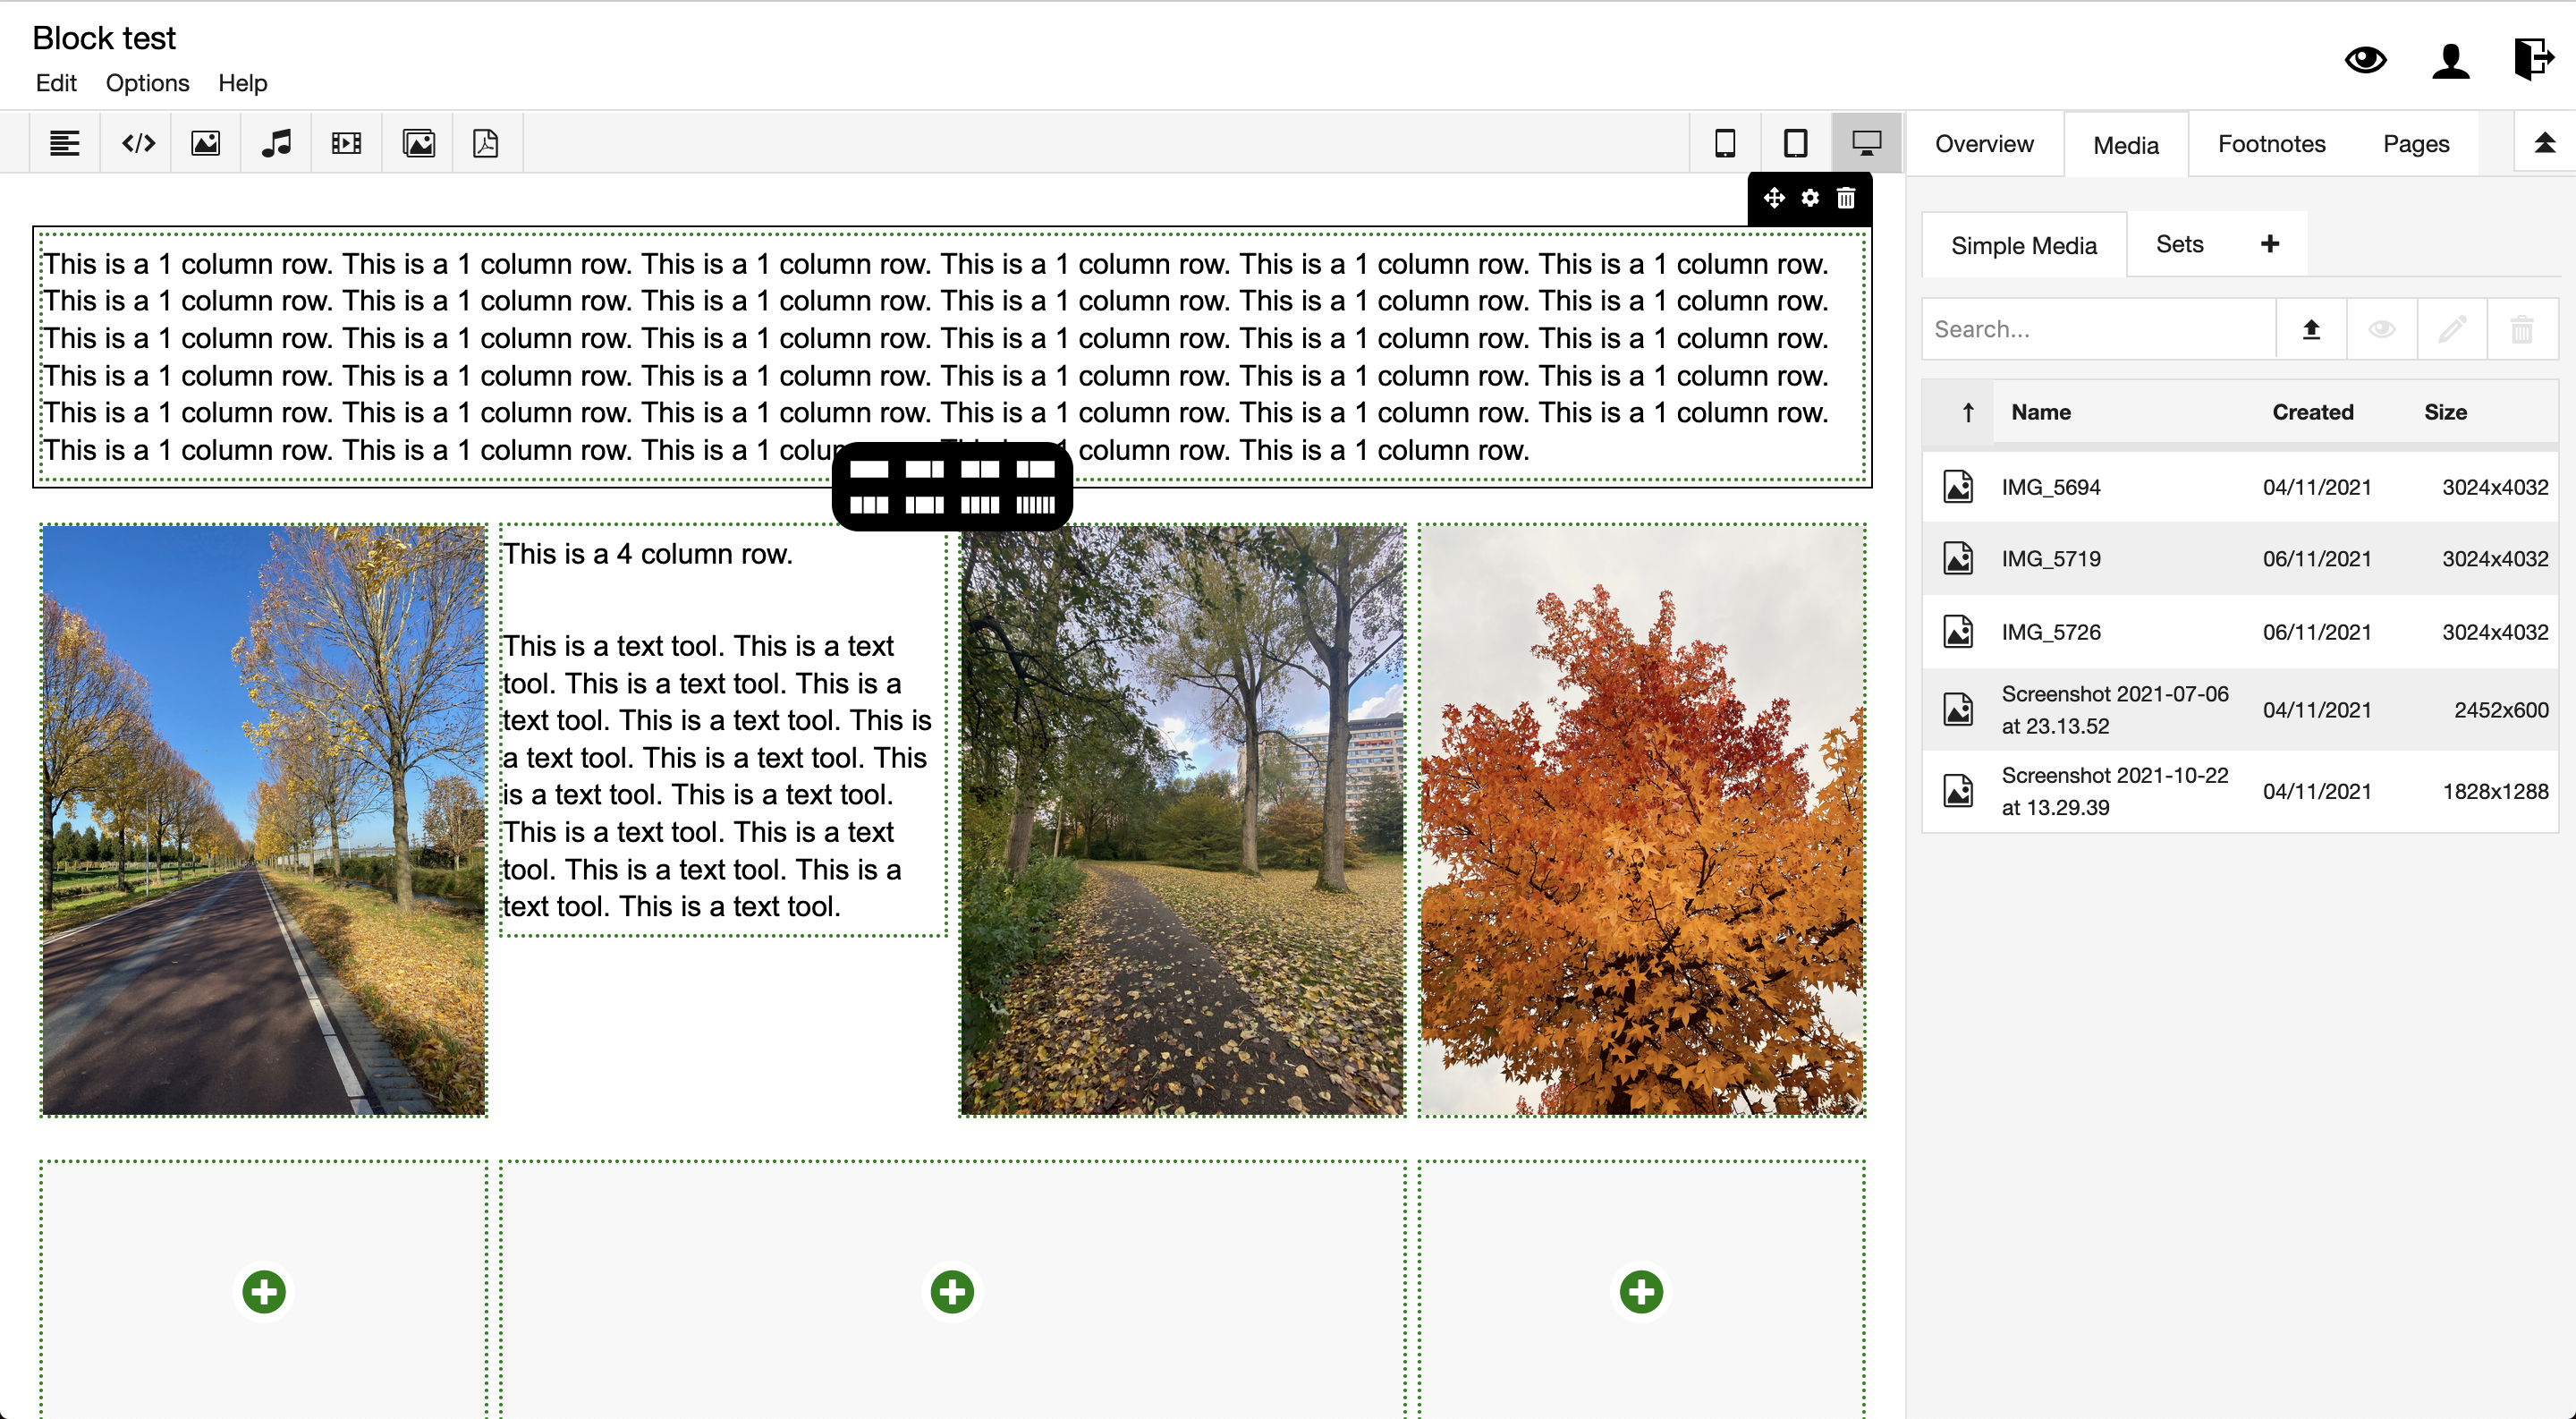 Block test
Edit Options Help
Overview Media Footnotes Pages
Simple Media Sets
Search...
Name Created Size
IMG_5694 04/11/2021 3024x4032
IMG_5719 06/11/2021 3024x4032
IMG_5726 06/11/2021 3024x4032
Screenshot 2021-07-06
at 23.13.52 04/11/2021 2452x600
Screenshot 2021-10-22
at 13.29.39 04/11/2021 1828x1288
This is a 1 column row. This is a 1 column row. This is a 1 column row. This is a 1 column row. This is a 1 column row. This is a 1 column row.
This is a 1 column row. This is a 1 column row. This is a 1 column row. This is a 1 column row. This is a 1 column row. This is a 1 column row.
This is a 1 column row. This is a 1 column row. This is a 1 column row. This is a 1 column row. This is a 1 column row. This is a 1 column row.
This is a 1 column row. This is a 1 column row. This is a 1 column row. This is a 1 column row. This is a 1 column row. This is a 1 column row.
This is a 1 column row. This is a 1 column row. This is a 1 column row. This is a 1 column row. This is a 1 column row. This is a 1 column row.
This is a 1 column row. This is a 1 column row. This is a 1 column row. This is a 1 column row.
This is a 4 column row.
This is a text tool. This is a text
tool. This is a text tool. This is a
text tool. This is a text tool. This is
a text tool. This is a text tool. This
is a text tool. This is a text tool.
This is a text tool. This is a text
tool. This is a text tool. This is a
text tool. This is a text tool.